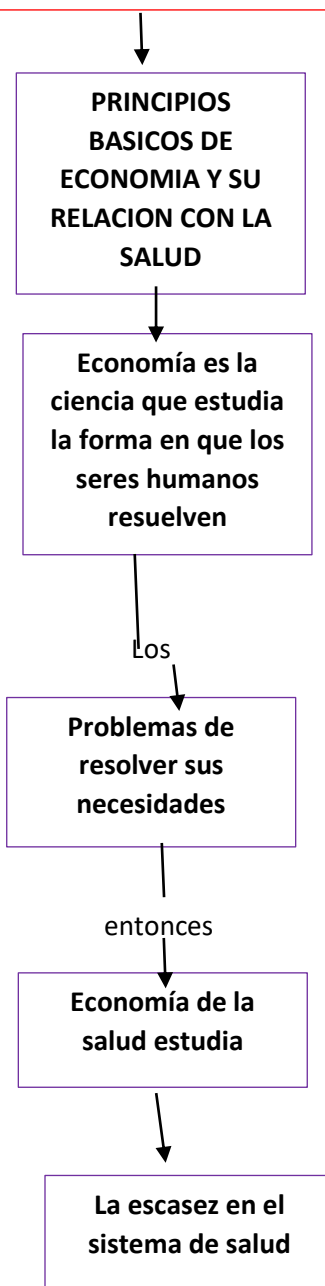 PRINCIPIOS
BASICOS DE
ECONOMIA Y SU
RELACION CON LA
SALUD
Economía es la
ciencia que estudia
la forma en que los
seres humanos
resuelven
Los
Problemas de
resolver sus
necesidades
entonces
Economía de la
salud estudia
La escasez en el
sistema de salud